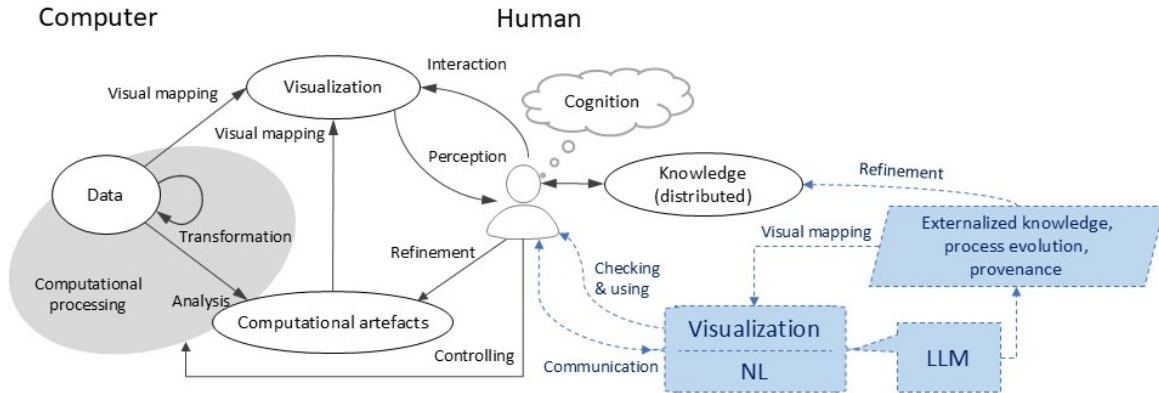 Computer
Human
Visual mapping
Visualization
Interaction
Cognition
Visual mapping
Perception
Data
Transformation
Computational
processing
Analysis
Computational artefacts
Refinement
Controlling
Knowledge
(distributed)
Refinement
Externalized knowledge,
process evolution,
provenance
Visual mapping
Checking
& using
Communication
Visualization
NL
LLM